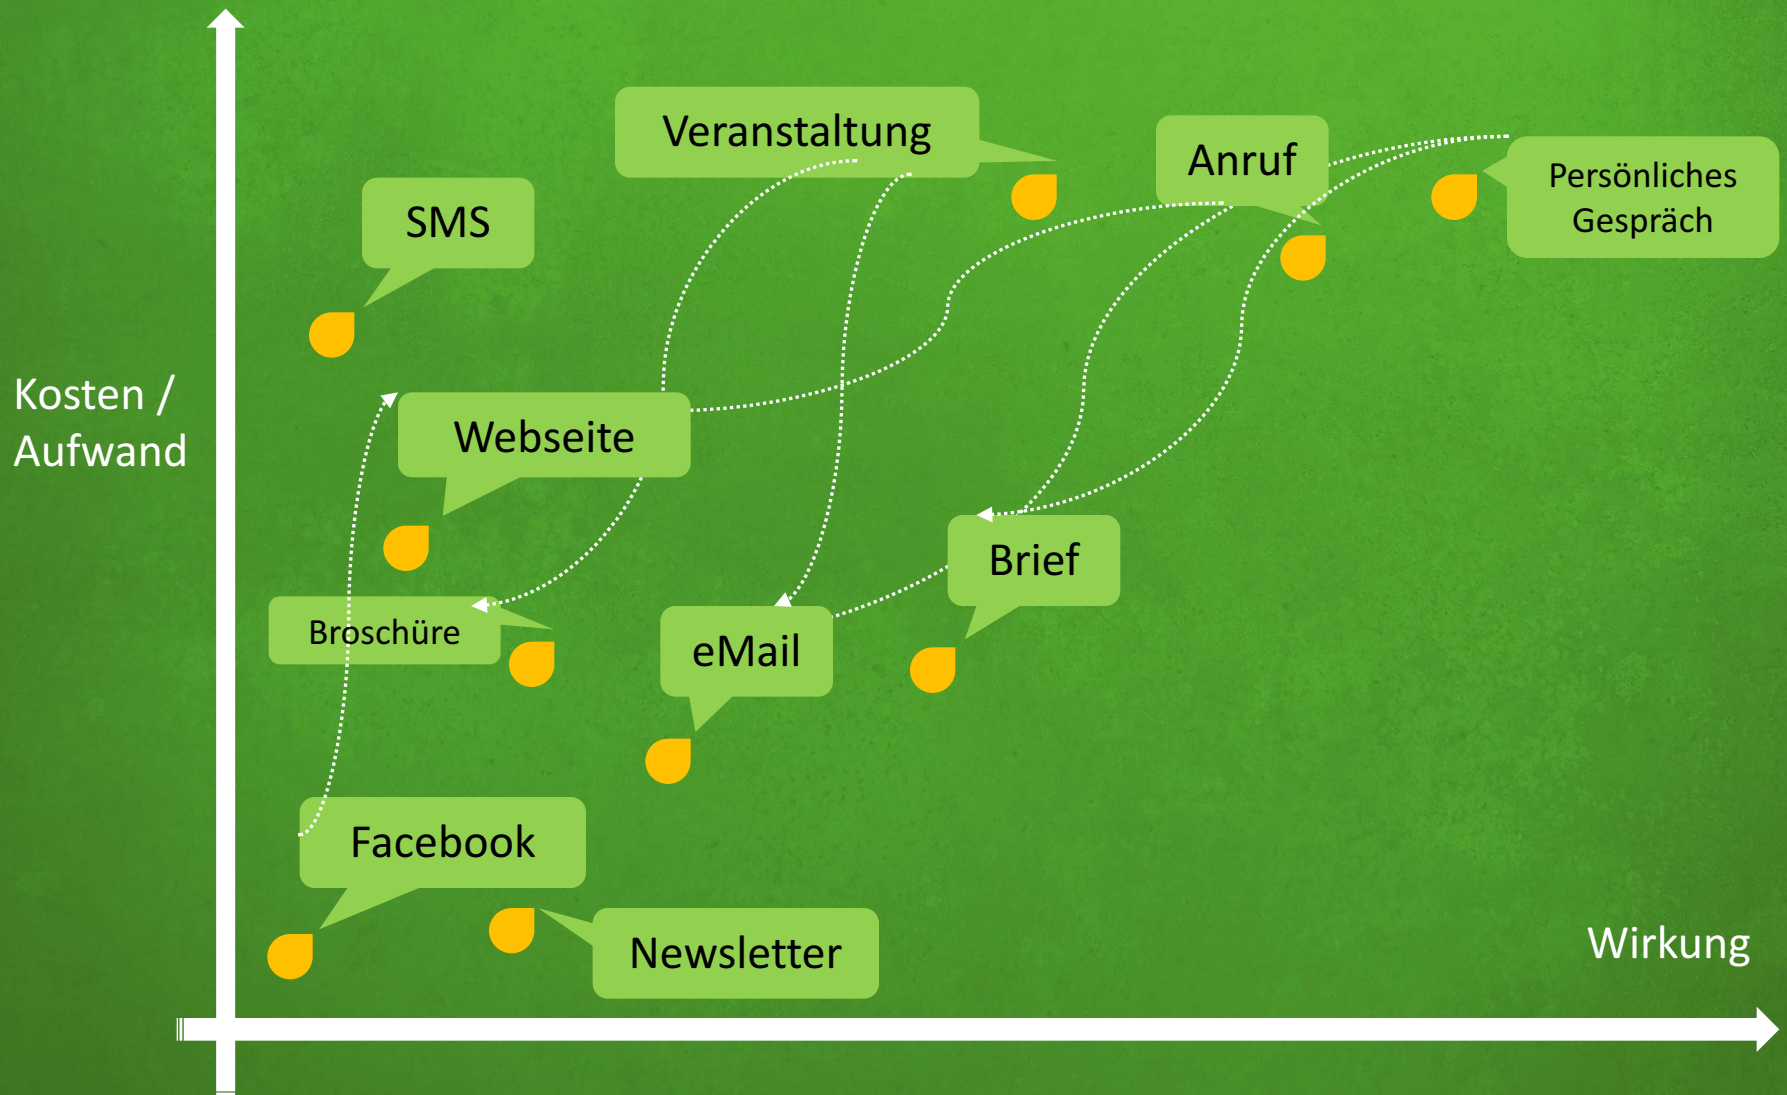 Veranstaltung
Anruf
Persönliches
Gespräch
SMS
Kosten /
Aufwand
Webseite
Brief
Broschüre
eMail
Facebook
Newsletter
Wirkung